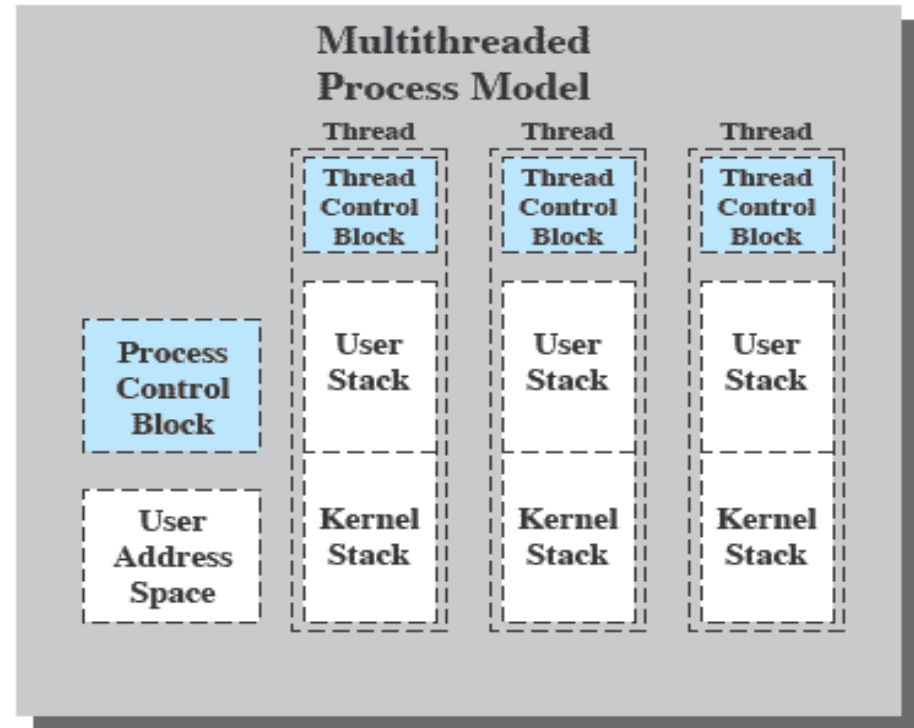 Multithreaded
Process Model
Thread
Thread
Control
Block
User
Stack
Kernel
Stack
Thread
Thread
Control
Block
User
Stack
Kernel
Stack
Thread
Thread
Control
Block
User
Stack
Kernel
Stack
Process
Control
Block
User
Address
Space